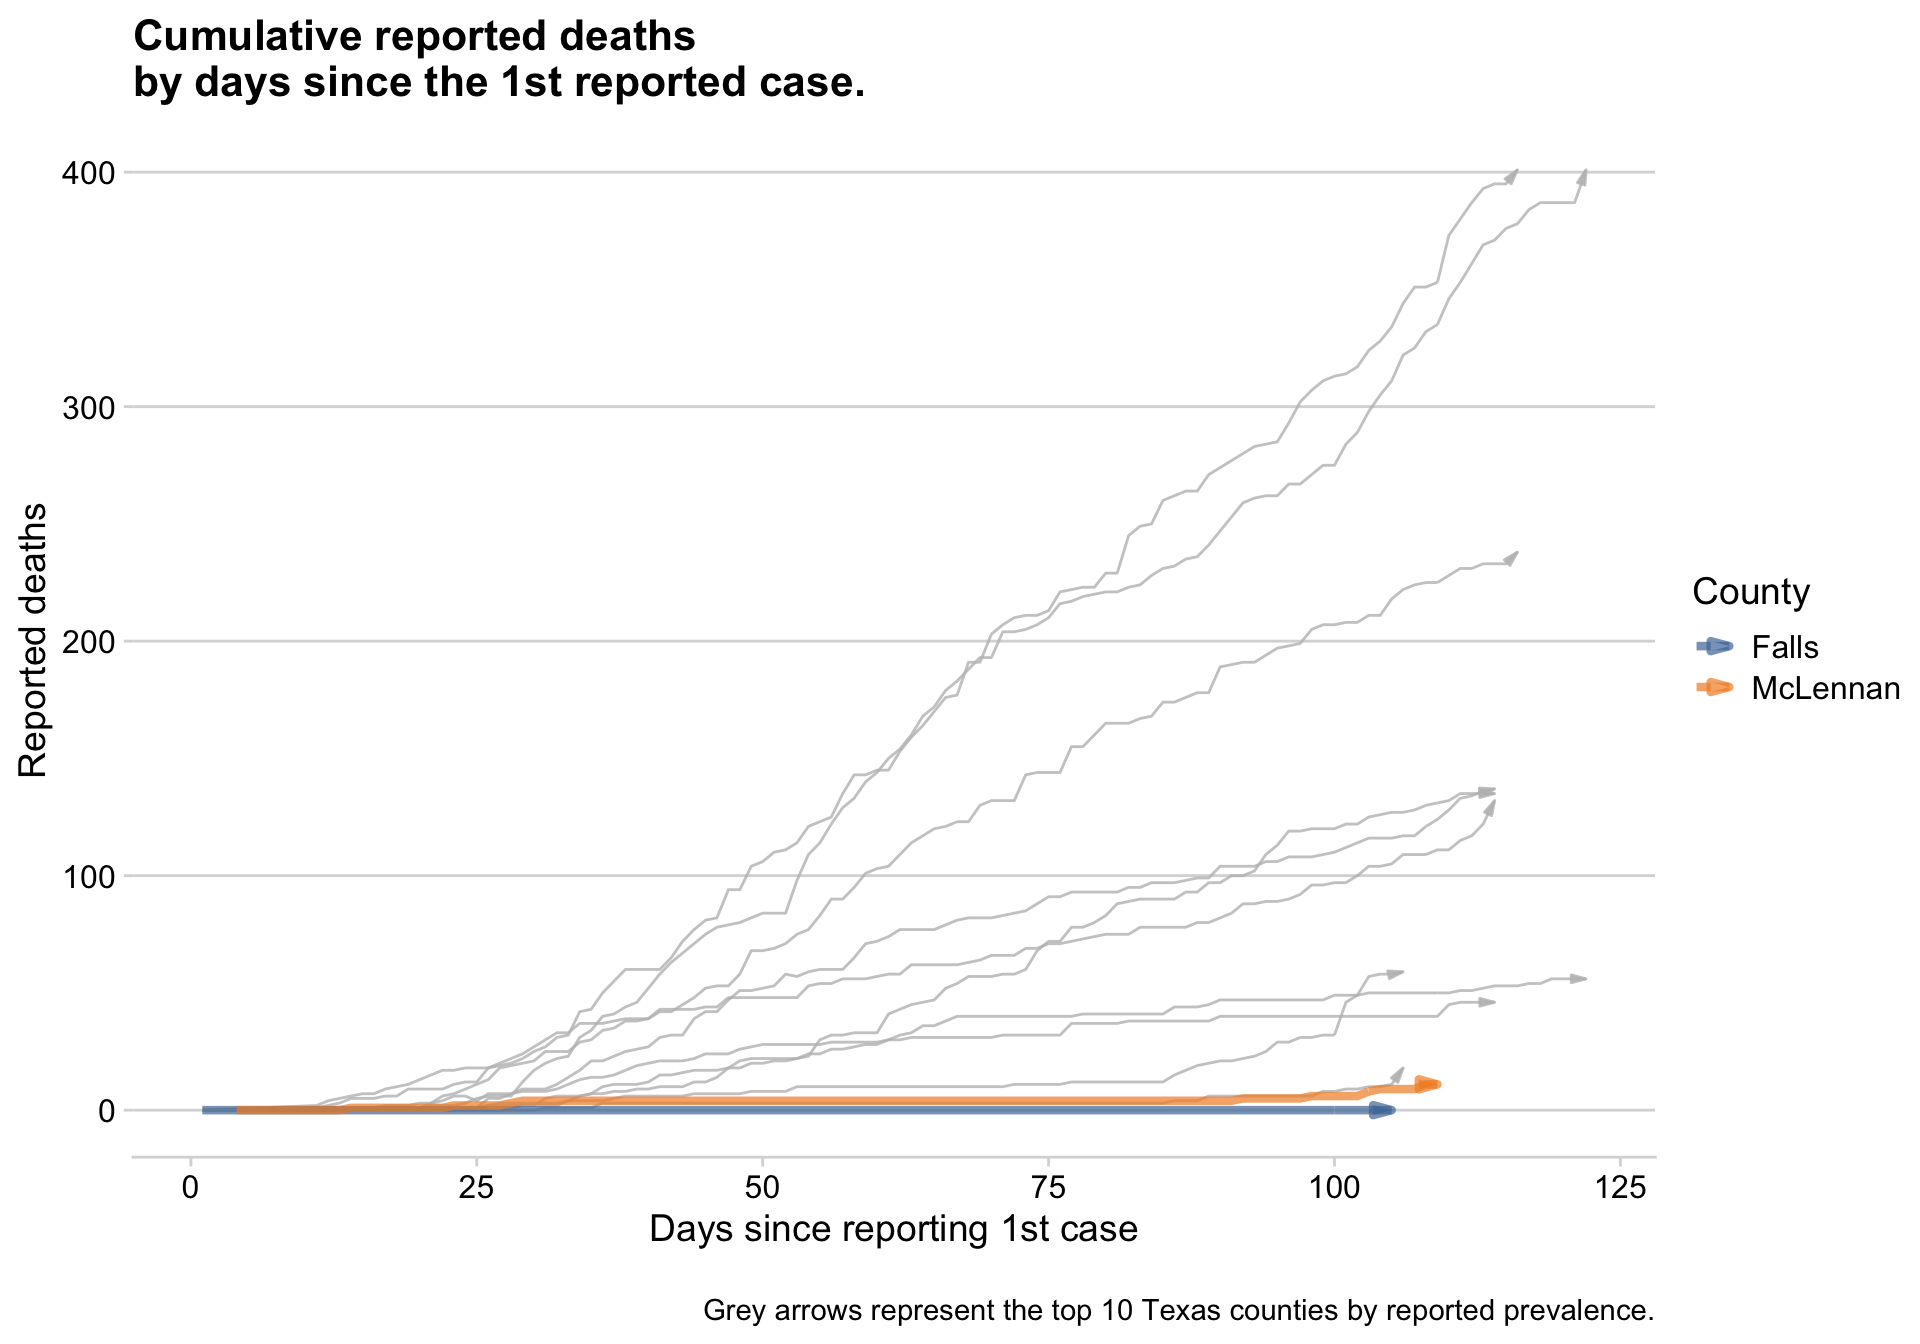 Cumulative reported deaths
by days since the 1st reported case.
400
300
200
100
0
Reported deaths
0 25 50 75 100 125
Days since reporting 1st case
County
Falls
McLennan
Grey arrows represent the top 10 Texas counties by reported prevalence.